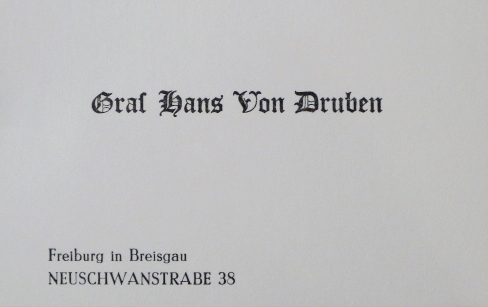 Graf Hans Von Druben
Freiburg in Breisgau
NEUSCHWANSTRABE 38